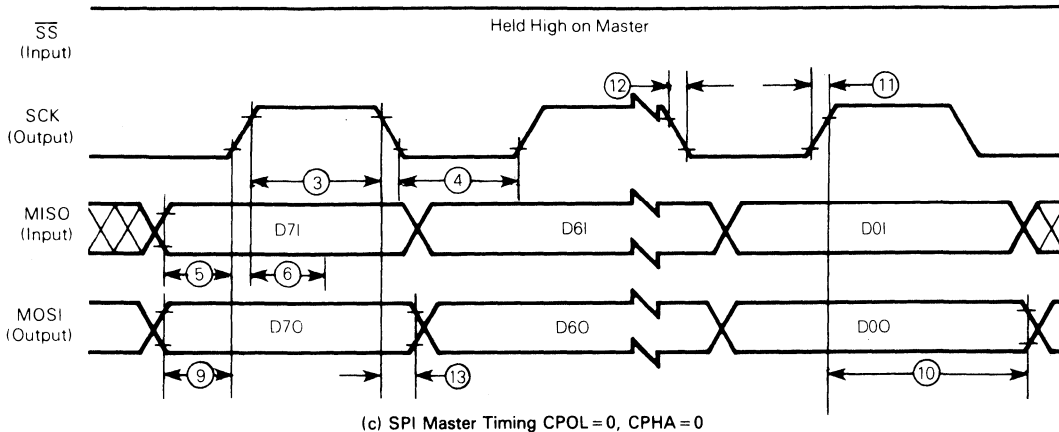 SS
(Input)
Held High on Master
12
11
SCK
(Output)
3
4
MISO
(Input)
D7I
D6I
D0I
5
6
MOSI
(Output)
D7O
D6O
D0O
9
13
10
(c) SPI Master Timing CPOL=0, CPHA=0